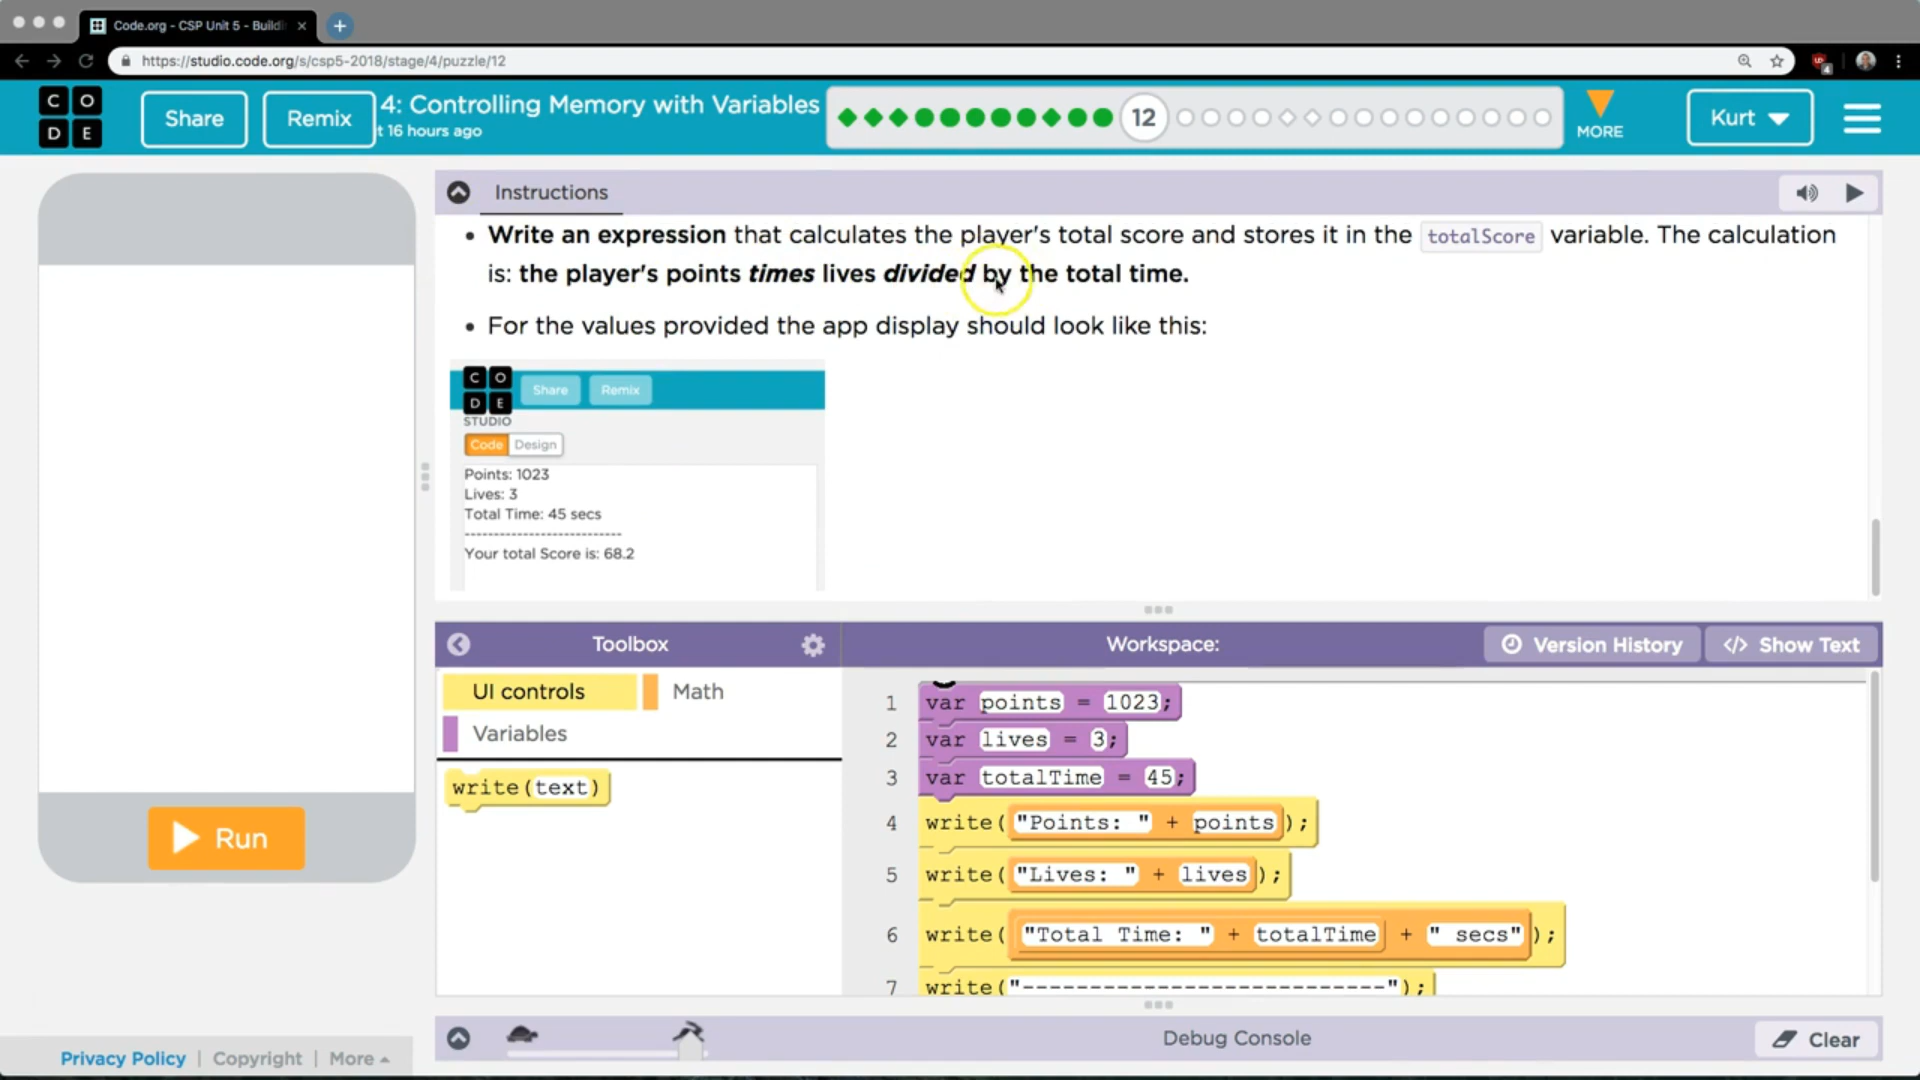 Code.org - CSP Unit 5 - Buildi
https://studio.code.org/s/csp5-2018/stage/4/puzzle/12
C O
D E
Share
Remix
4: Controlling Memory with Variables
t 16 hours ago
12
MORE
Kurt
Instructions
Write an expression that calculates the player's total score and stores it in the totalScore variable. The calculation
is: the player's points times lives divided by the total time.
For the values provided the app display should look like this:
C O
D E
STUDIO
Share
Remix
Code Design
Points: 1023
Lives: 3
Total Time: 45 secs
---------------------------
Your total Score is: 68.2
Run
Toolbox
UI controls
Math
Variables
write(text)
Workspace:
Version History
</> Show Text
1 var points = 1023;
2 var lives = 3;
3 var totalTime = 45;
4 write("Points: " + points);
5 write("Lives: " + lives);
6 write("Total Time: " + totalTime + " secs");
7 write("---------------------------");
Debug Console
Clear
Privacy Policy | Copyright | More